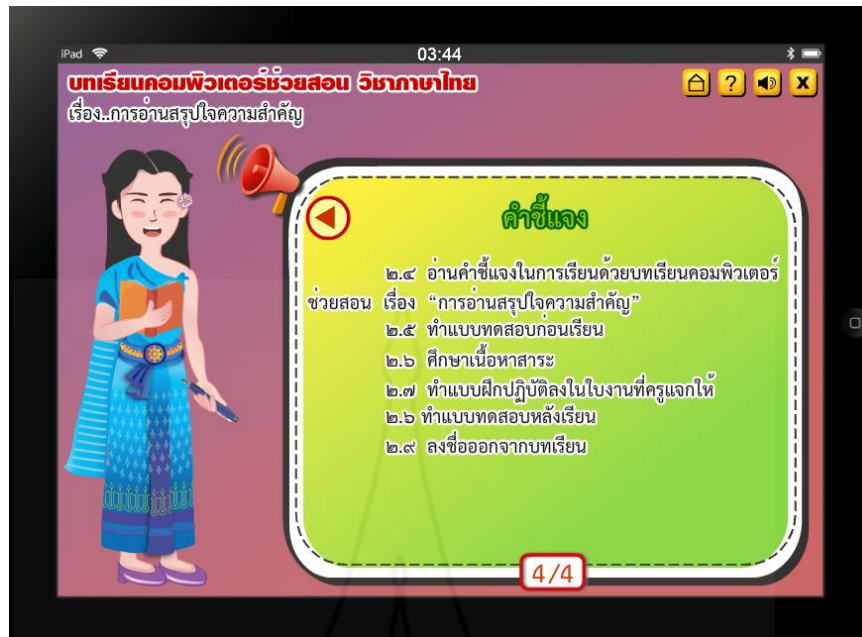 iPad
03:44
บทเรียนคอมพิวเตอร์ช่วยสอน วิชาภาษาไทย
เรื่อง..การอ่านสรุปใจความสำคัญ
?
X
คำชี้แจง
๒.๔ อ่านคำชี้แจงในการเรียนด้วยบทเรียนคอมพิวเตอร์
ช่วยสอน เรื่อง “การอ่านสรุปใจความสำคัญ”
๒.๕ ทำแบบทดสอบก่อนเรียน
๒.๖ ศึกษาเนื้อหาสาระ
๒.๗ ทำแบบฝึกปฏิบัติลงในใบงานที่ครูแจกให้
๒.๖ ทำแบบทดสอบหลังเรียน
๒.๙ ลงชื่อออกจากบทเรียน
4/4